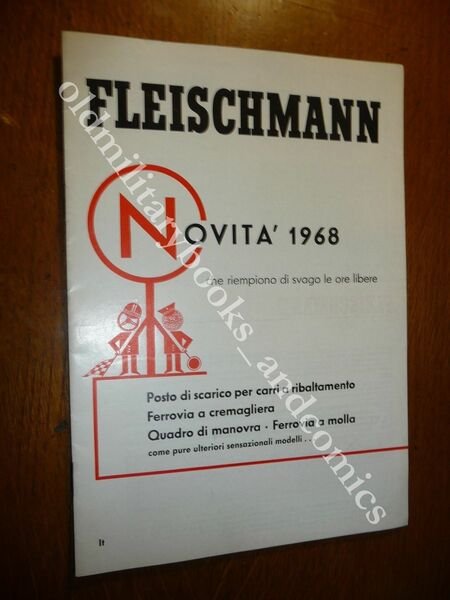 FLEISCHMANN
NOVITA' 1968
che riempiono di svago le ore libere
Posto di scarico per carri a ribaltamento
Ferrovia a cremagliera
Quadro di manovra · Ferrovia a molla
come pure ulteriori sensazionali modelli . .
It
oldmilitarybooks_andcomics